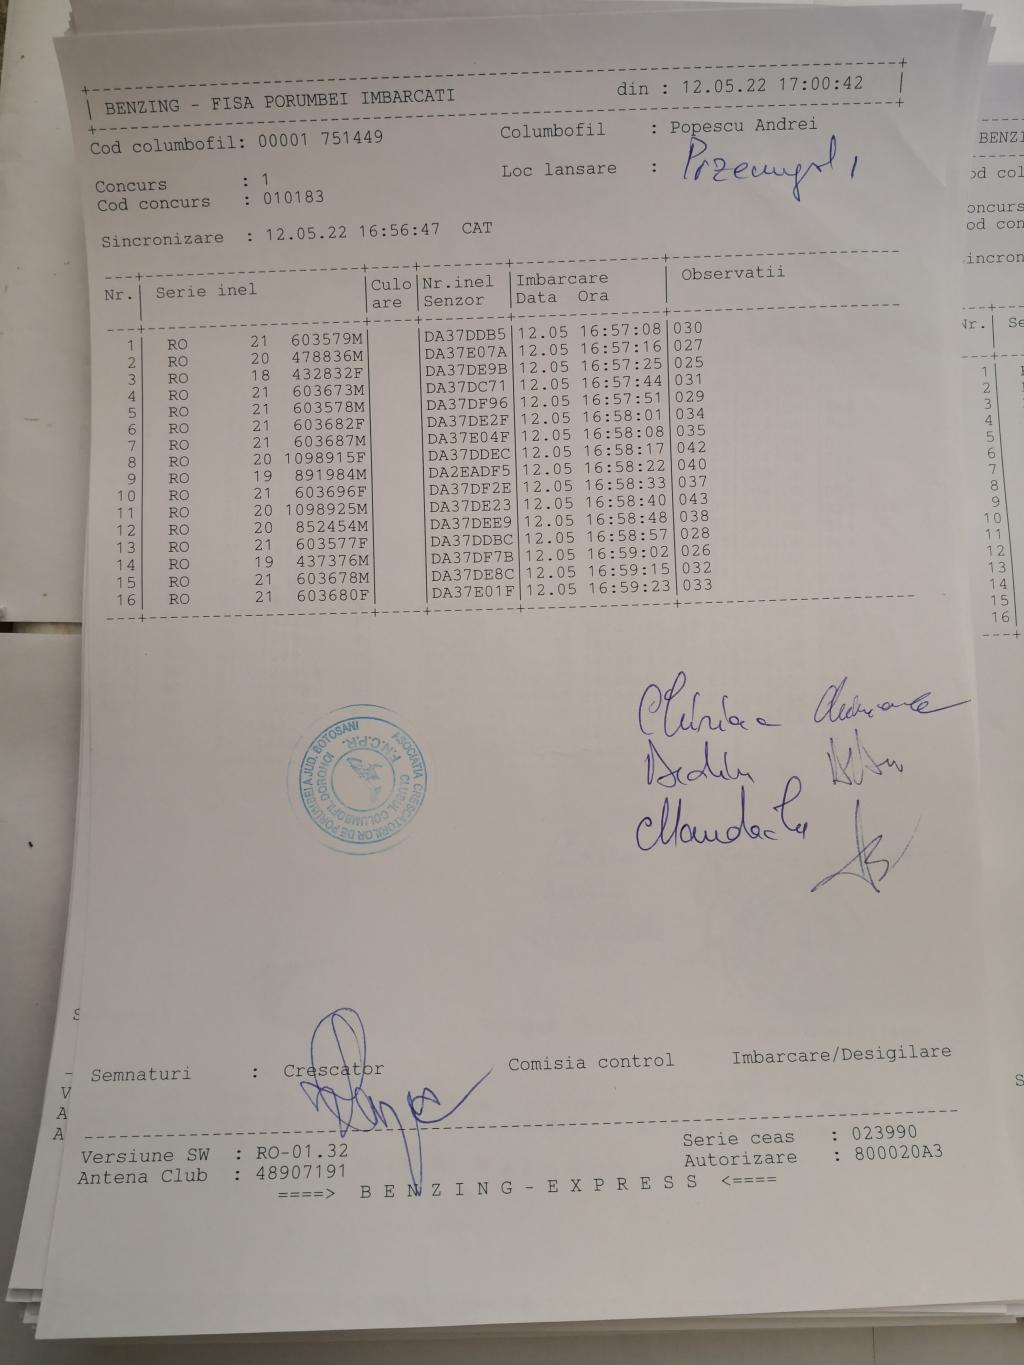 BENZING - FISA PORUMBEI IMBARCATI din : 12.05.22 17:00:42
Cod columbofil: 00001 751449 Columbofil : Popescu Andrei
Loc lansare :
Concurs : 1
Cod concurs : 010183
Sincronizare : 12.05.22 16:56:47 CAT
Nr. Serie inel Culo Nr.inel Imbarcare Observatii
are Senzor Data Ora
1 RO 21 603579M DA37DDB5 12.05 16:57:08 030
2 RO 20 478836M DA37E07A 12.05 16:57:16 027
3 RO 18 432832F DA37DE9B 12.05 16:57:25 025
4 RO 21 603673M DA37DC71 12.05 16:57:44 031
5 RO 21 603578M DA37DF96 12.05 16:57:51 029
6 RO 21 603682F DA37DE2F 12.05 16:58:01 034
7 RO 21 603687M DA37E04F 12.05 16:58:08 035
8 RO 20 1098915F DA37DDEC 12.05 16:58:17 042
9 RO 19 891984M DA2EADF5 12.05 16:58:22 040
10 RO 21 603696F DA37DF2E 12.05 16:58:33 037
11 RO 20 1098925M DA37DE23 12.05 16:58:40 043
12 RO 20 852454M DA37DEE9 12.05 16:58:48 038
13 RO 21 603577F DA37DDBC 12.05 16:58:57 028
14 RO 19 437376M DA37DF7B 12.05 16:59:02 026
15 RO 21 603678M DA37DE8C 12.05 16:59:15 032
16 RO 21 603680F DA37E01F 12.05 16:59:23 033
ASOCIATIA CRESCATORILOR DE PORUMBEI A JUD. BOTOSANI
CLUBUL COLUMBOFIL DOROHOI
F.N.C.P.R.
Semnaturi : Crescator Comisia control Imbarcare/Desigilare
Versiune SW : RO-01.32 Serie ceas : 023990
Antena Club : 48907191 Autorizare : 800020A3
====> B E N Z I N G - E X P R E S S <====